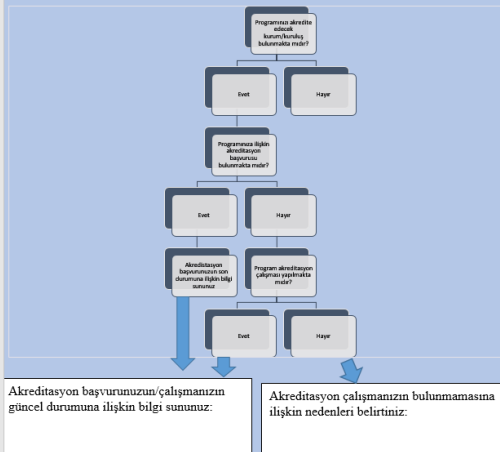 Programınızı akredite
edecek
kurum/kuruluş
bulunmakta mıdır?
Evet
Hayır
Programınıza ilişkin
akreditasyon
başvurusu
bulunmakta mıdır?
Evet
Hayır
Akredistasyon
başvurunuzun son
durumuna ilişkin bilgi
sununuz
Program akreditasyon
çalışması yapılmakta
mıdır?
Evet
Hayır
Akreditasyon başvurunuzun/çalışmanızın
güncel durumuna ilişkin bilgi sununuz:
Akreditasyon çalışmanızın bulunmamasına
ilişkin nedenleri belirtiniz: